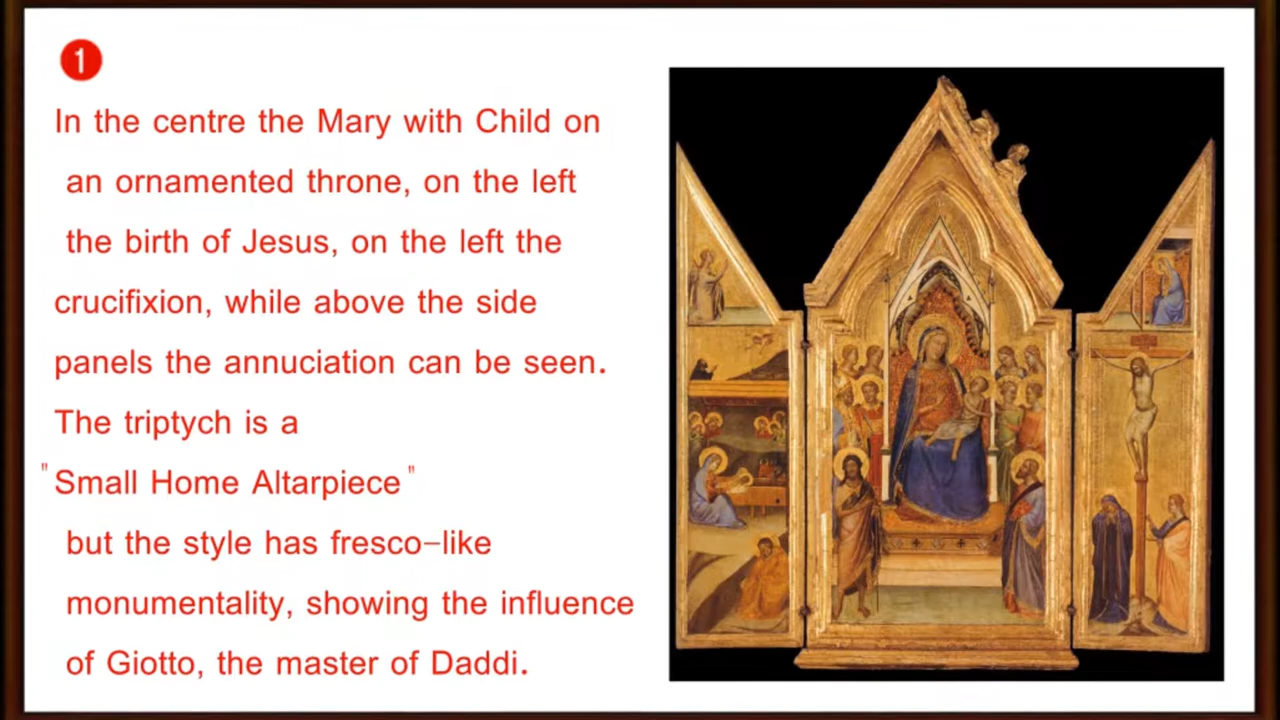 1
In the centre the Mary with Child on
an ornamented throne, on the left
the birth of Jesus, on the left the
crucifixion, while above the side
panels the annuciation can be seen.
The triptych is a
"Small Home Altarpiece"
but the style has fresco-like
monumentality, showing the influence
of Giotto, the master of Daddi.